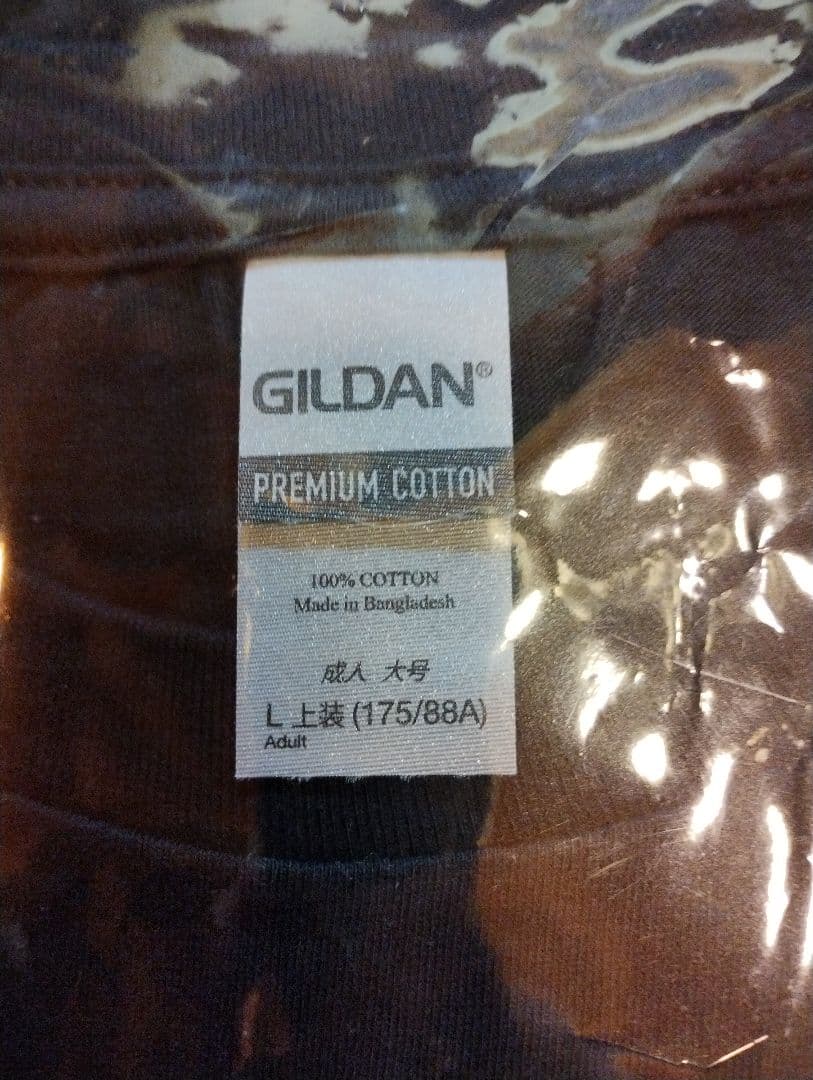 GILDAN®
PREMIUM COTTON
100% COTTON
Made in Bangladesh
成人 大号
L 上装 (175/88A)
Adult